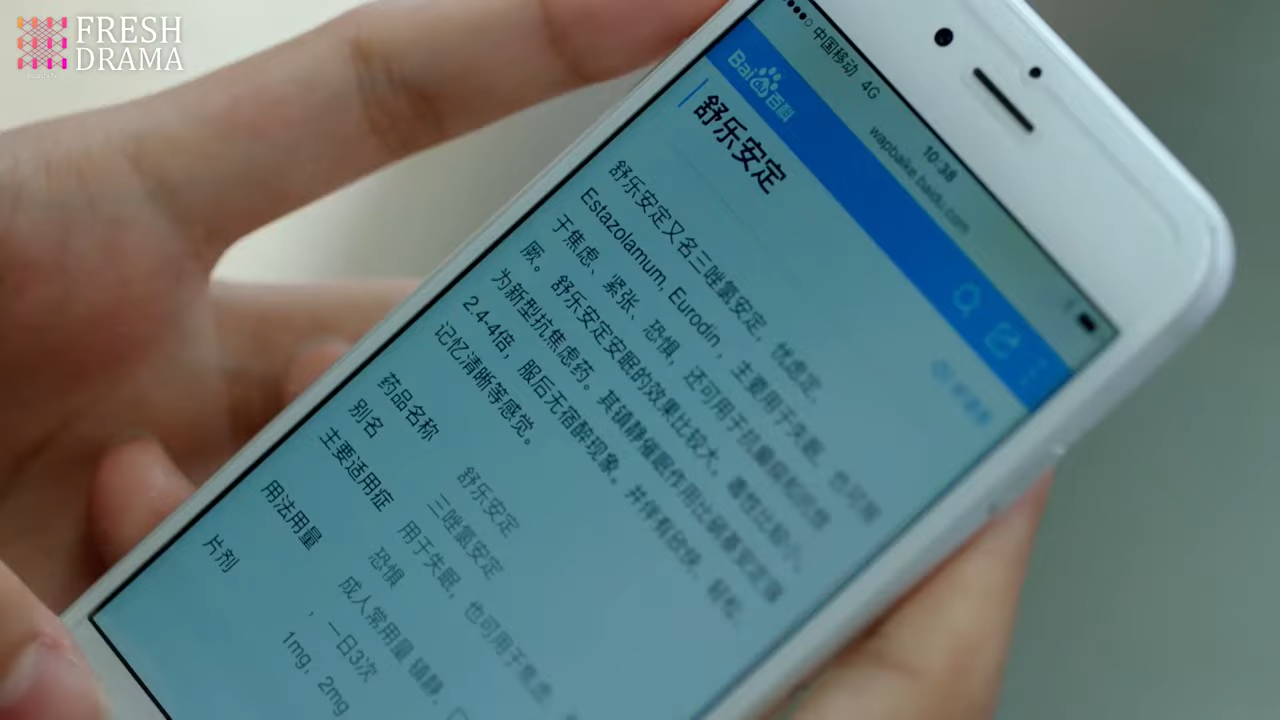 FRESH
DRAMA
中国移动 4G
10:38
wapbaike.baidu.com
Baidu百科
舒乐安定
舒乐安定又名三唑氯安定，优虑定，
Estazolamum, Eurodin，主要用于失眠，也可用
于焦虑、紧张、恐惧，还可用于抗癫痫和抗惊
厥。舒乐安定安眠的效果比较大，毒性比较小，
为新型抗焦虑药。其镇静催眠作用比硝基安定强
2.4-4倍，服后无宿醉现象。并伴有欣快、轻松、
记忆清晰等感觉。
药品名称 舒乐安定
别名 三唑氯安定
主要适用症 用于失眠，也可用于焦虑、
恐惧
用法用量 成人常用量 镇静，口
，一日3次
片剂 1mg，2mg